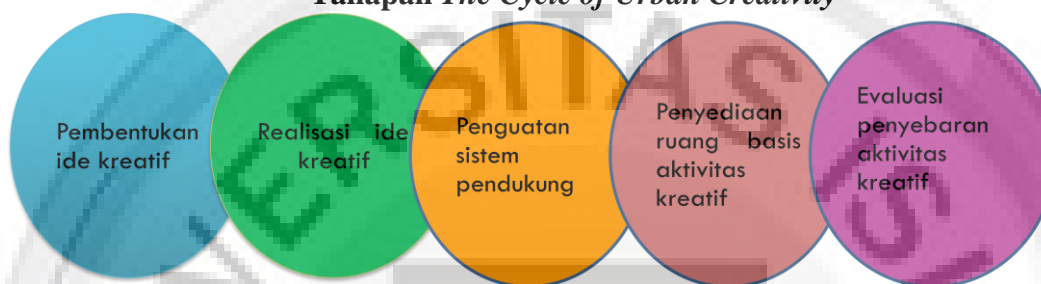 Tahapan The Cycle of Urban Creativity
Pembentukan
ide kreatif
Realisasi ide
kreatif
Penguatan
sistem
pendukung
Penyediaan
ruang basis
aktivitas
kreatif
Evaluasi
penyebaran
aktivitas
kreatif